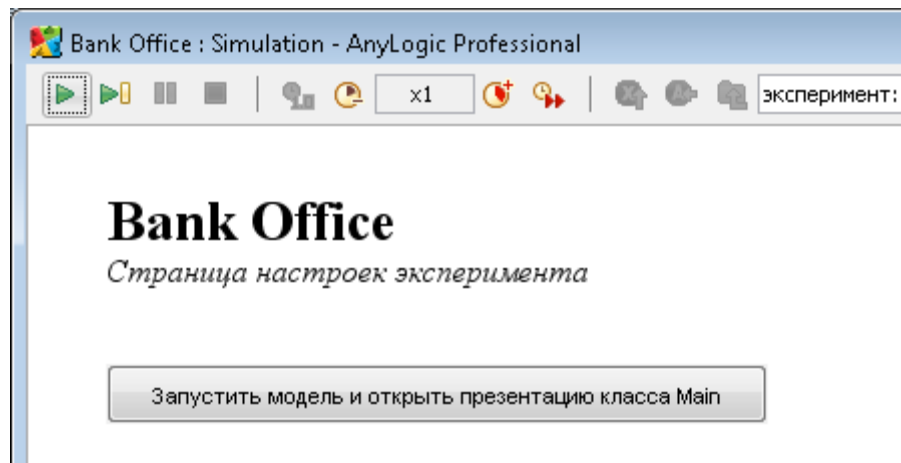 Bank Office : Simulation - AnyLogic Professional
x1 эксперимент:
Bank Office
Страница настроек эксперимента
Запустить модель и открыть презентацию класса Main